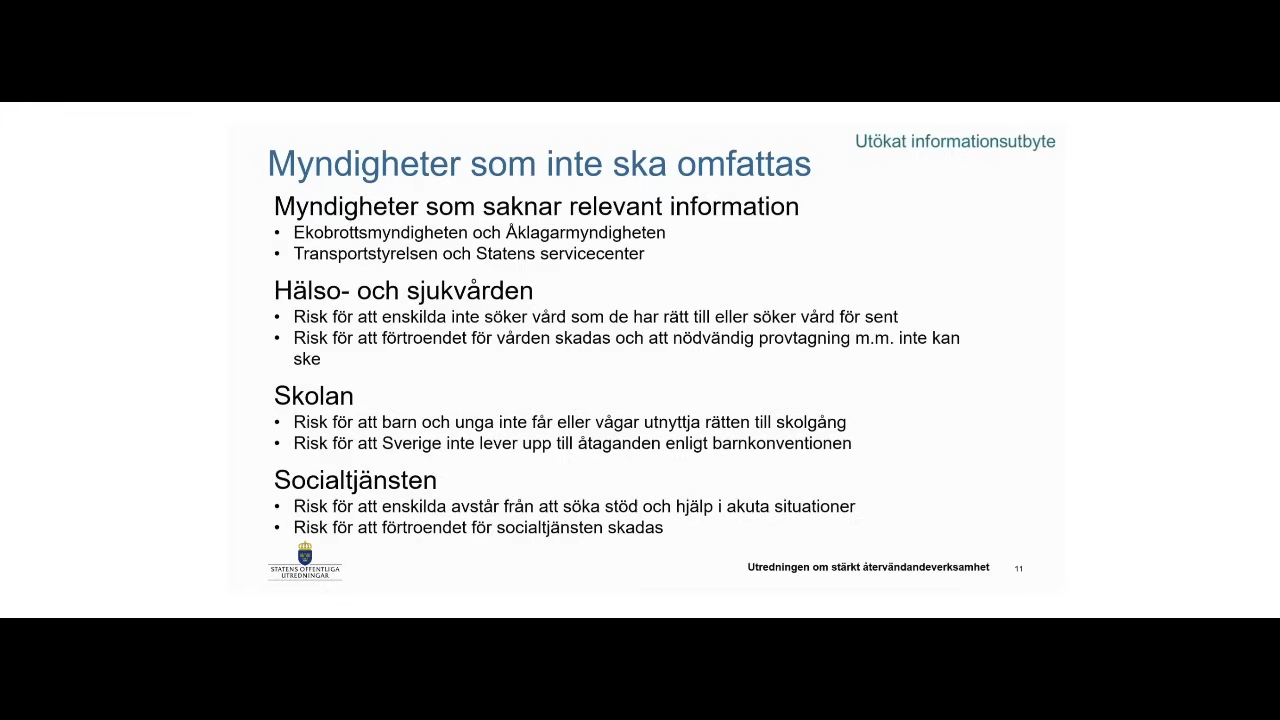 Utökat informationsutbyte
Myndigheter som inte ska omfattas
Myndigheter som saknar relevant information
• Ekobrottsmyndigheten och Åklagarmyndigheten
• Transportstyrelsen och Statens servicecenter
Hälso- och sjukvården
• Risk för att enskilda inte söker vård som de har rätt till eller söker vård för sent
• Risk för att förtroendet för vården skadas och att nödvändig provtagning m.m. inte kan
ske
Skolan
• Risk för att barn och unga inte får eller vågar utnyttja rätten till skolgång
• Risk för att Sverige inte lever upp till åtaganden enligt barnkonventionen
Socialtjänsten
• Risk för att enskilda avstår från att söka stöd och hjälp i akuta situationer
• Risk för att förtroendet för socialtjänsten skadas
STATENS OFFENTLIGA
UTREDNINGAR
Utredningen om stärkt återvändandeverksamhet 11